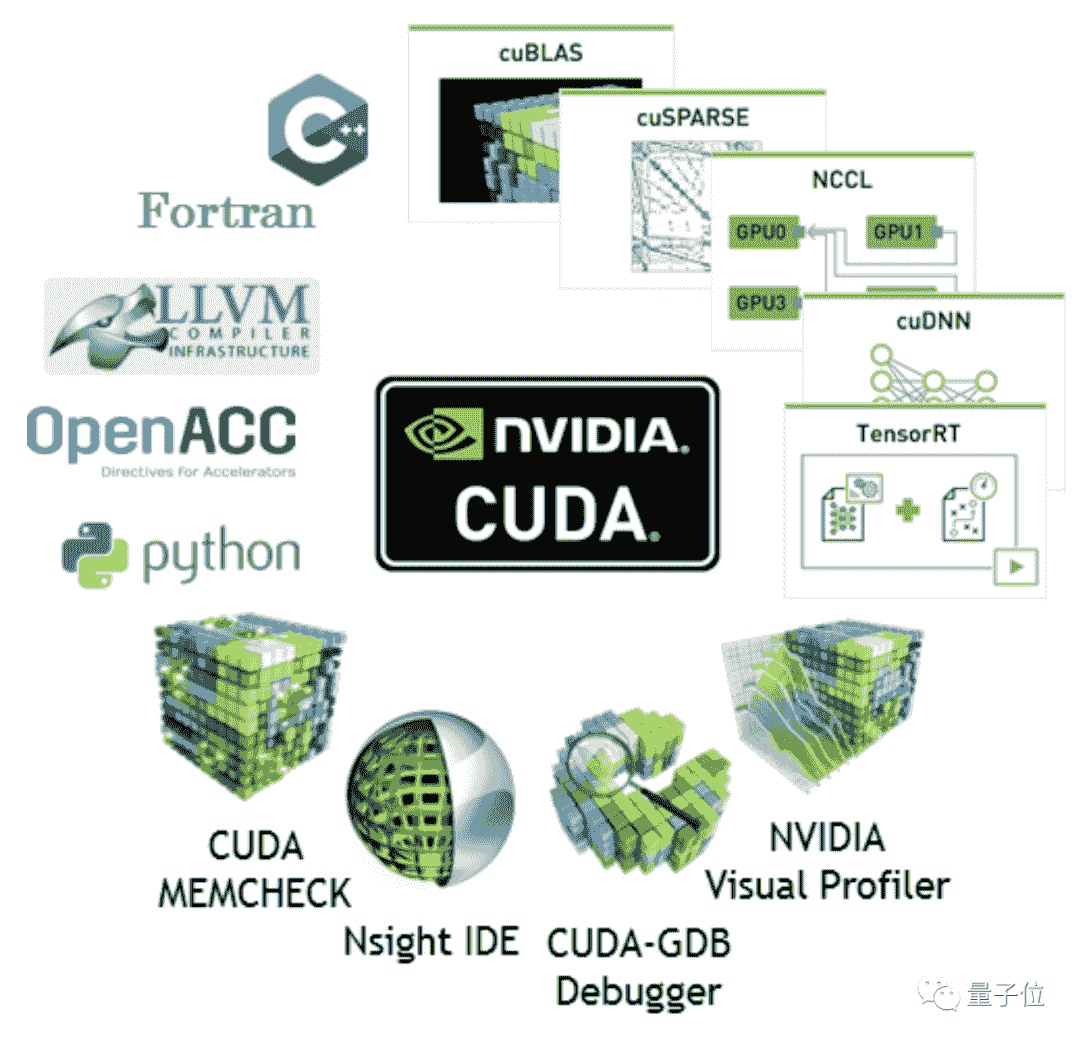 cuBLAS
cuSPARSE
NCCL
GPU0
GPU1
GPU3
cuDNN
TensorRT
C++
Fortran
LLVM
COMPILER
INFRASTRUCTURE
OpenACC
Directives for Accelerators
python
NVIDIA®
CUDA®
CUDA
MEMCHECK
Nsight IDE
CUDA-GDB
Debugger
NVIDIA
Visual Profiler
量子位